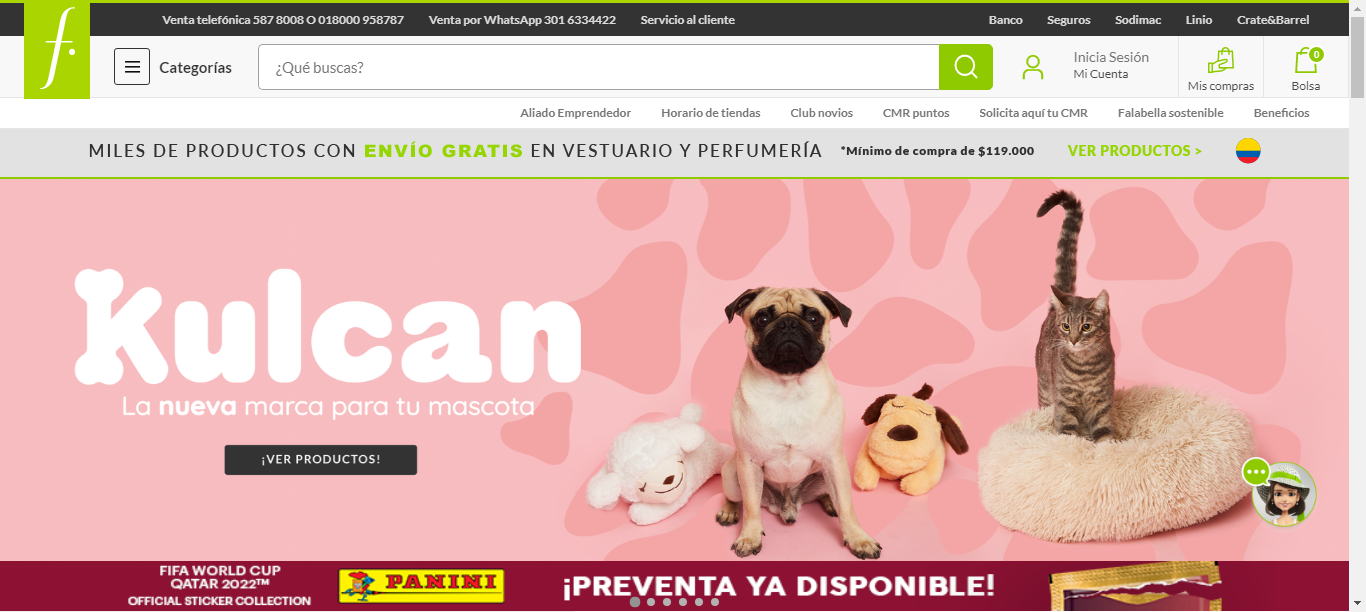 Venta telefónica 587 8008 O 018000 958787 Venta por WhatsApp 301 6334422 Servicio al cliente Banco Seguros Sodimac Linio Crate&Barrel
f.
Categorías ¿Qué buscas? Inicia Sesión
Mi Cuenta
Mis compras
0
Bolsa
Aliado Emprendedor Horario de tiendas Club novios CMR puntos Solicita aquí tu CMR Falabella sostenible Beneficios
MILES DE PRODUCTOS CON ENVÍO GRATIS EN VESTUARIO Y PERFUMERÍA *Mínimo de compra de $119.000 VER PRODUCTOS >
Kulcan
La nueva marca para tu mascota
¡VER PRODUCTOS!
FIFA WORLD CUP
QATAR 2022™
OFFICIAL STICKER COLLECTION
PANINI
¡PREVENTA YA DISPONIBLE!